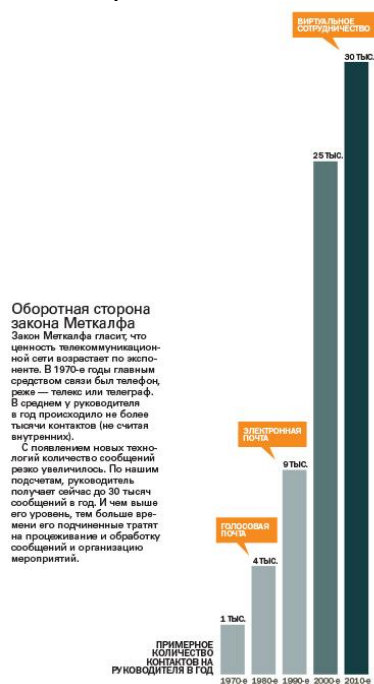 ВИРТУАЛЬНОЕ
СОТРУДНИЧЕСТВО
30 ТЫС.
25 ТЫС.
Оборотная сторона
закона Меткалфа
Закон Меткалфа гласит, что
ценность телекоммуникацион-
ной сети возрастает по экспо-
ненте. В 1970-е годы главным
средством связи был телефон,
реже — телекс или телеграф.
В среднем у руководителя
в год происходило не более
тысячи контактов (не считая
внутренних).
С появлением новых техно-
логий количество сообщений
резко увеличилось. По нашим
подсчетам, руководитель
получает сейчас до 30 тысяч
сообщений в год. И чем выше
его уровень, тем больше вре-
мени его подчиненные тратят
на процеживание и обработку
сообщений и организацию
мероприятий.
ЭЛЕКТРОННАЯ
ПОЧТА
9 ТЫС.
ГОЛОСОВАЯ
ПОЧТА
4 ТЫС.
1 ТЫС.
ПРИМЕРНОЕ
КОЛИЧЕСТВО
КОНТАКТОВ НА
РУКОВОДИТЕЛЯ В ГОД
1970-е 1980-е 1990-е 2000-е 2010-е